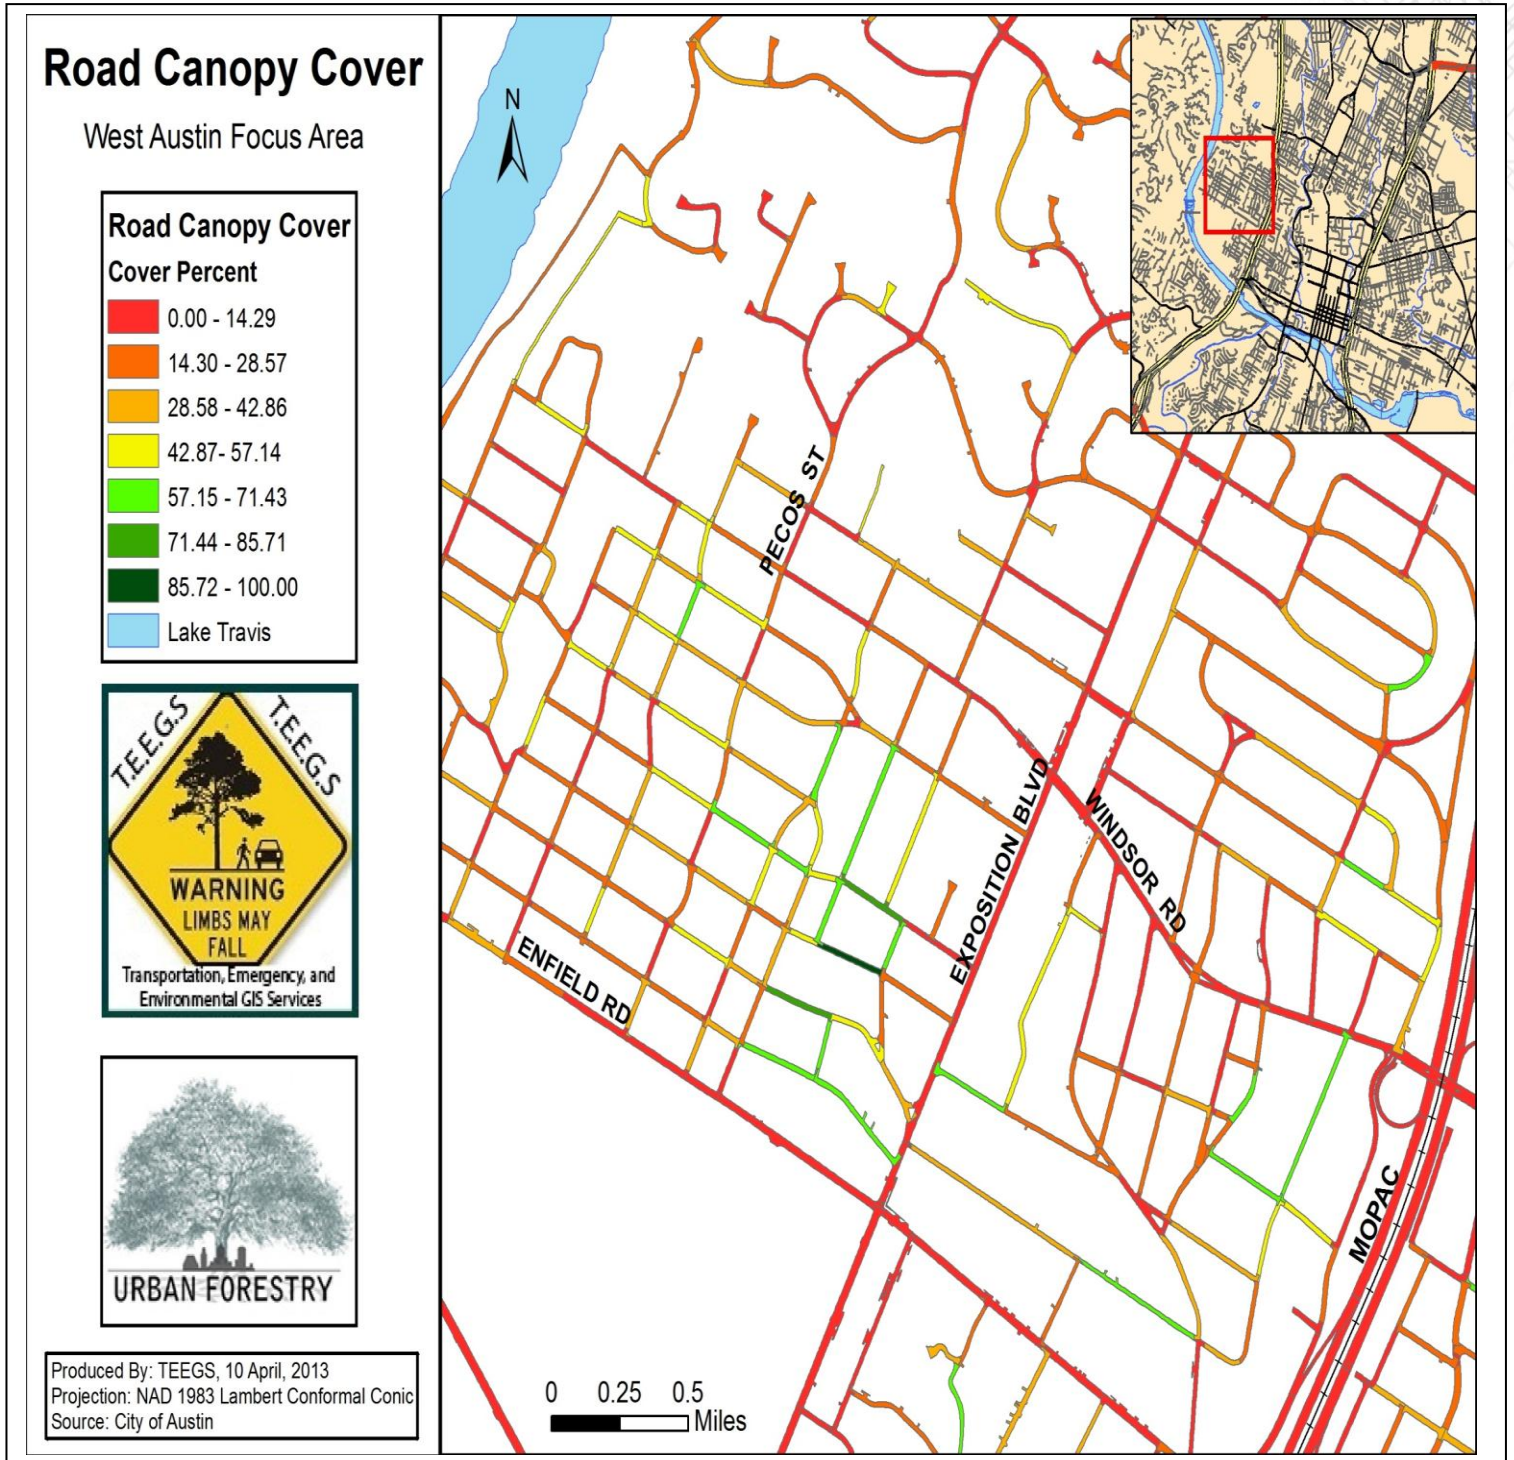 Road Canopy Cover
West Austin Focus Area
Road Canopy Cover
Cover Percent
0.00 - 14.29
14.30 - 28.57
28.58 - 42.86
42.87- 57.14
57.15 - 71.43
71.44 - 85.71
85.72 - 100.00
Lake Travis
T.E.E.G.S
T.E.E.G.S
WARNING
LIMBS MAY
FALL
Transportation, Emergency, and
Environmental GIS Services
URBAN FORESTRY
Produced By: TEEGS, 10 April, 2013
Projection: NAD 1983 Lambert Conformal Conic
Source: City of Austin
N
PECOS ST
EXPOSITION BLVD
WINDSOR RD
ENFIELD RD
MOPAC
0 0.25 0.5
Miles